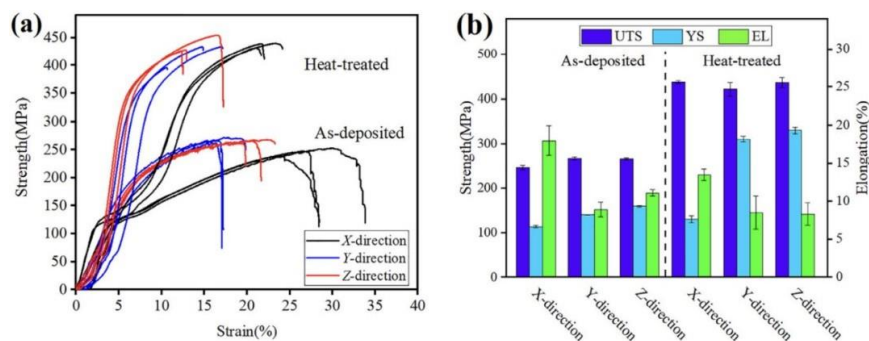 (a)
450
400
350
300
250
200
150
100
50
0
Strength(MPa)
Heat-treated
As-deposited
X-direction
Y-direction
Z-direction
0 5 10 15 20 25 30 35 40
Strain(%)
(b)
UTS YS EL
As-deposited Heat-treated
500
400
300
200
100
0
Strength(MPa)
30
25
20
15
10
5
0
Elongation(%)
X-direction
Y-direction
Z-direction
X-direction
Y-direction
Z-direction